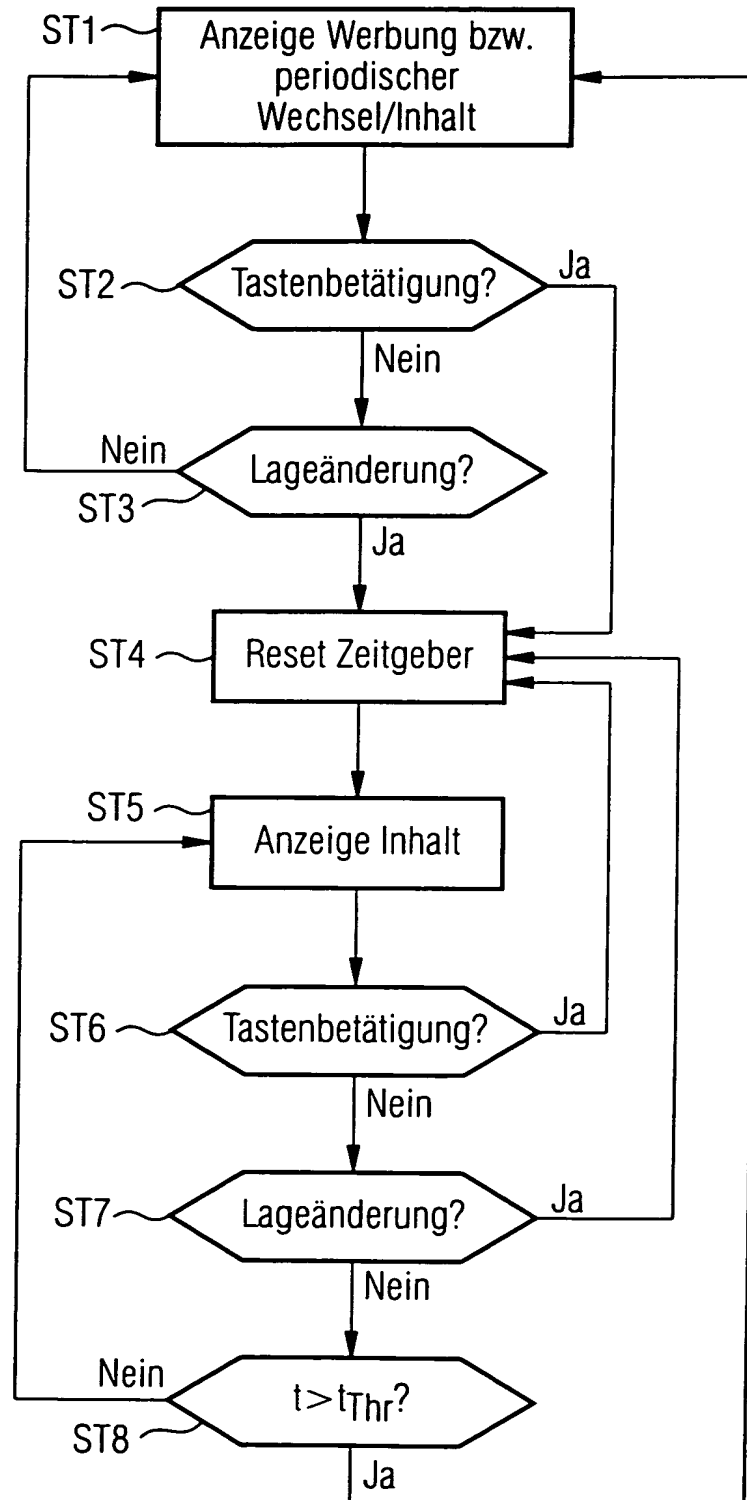 ST1
Anzeige Werbung bzw.
periodischer
Wechsel/Inhalt
ST2
Tastenbetätigung?
Ja
Nein
Nein
Lageänderung?
ST3
Ja
ST4
Reset Zeitgeber
ST5
Anzeige Inhalt
ST6
Tastenbetätigung?
Ja
Nein
ST7
Lageänderung?
Ja
Nein
Nein
t>tThr?
ST8
Ja